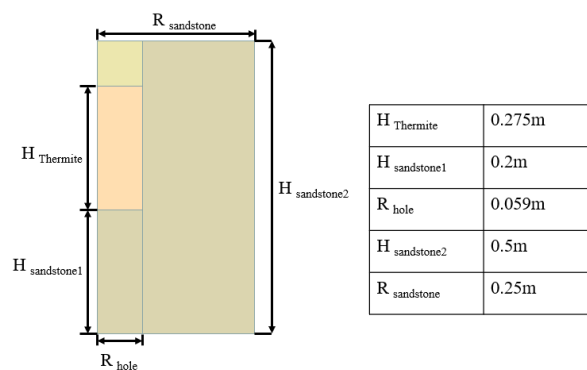 R sandstone
H Thermite
H sandstone2
H sandstone1
R hole
H Thermite 0.275m
H sandstone1 0.2m
R hole 0.059m
H sandstone2 0.5m
R sandstone 0.25m